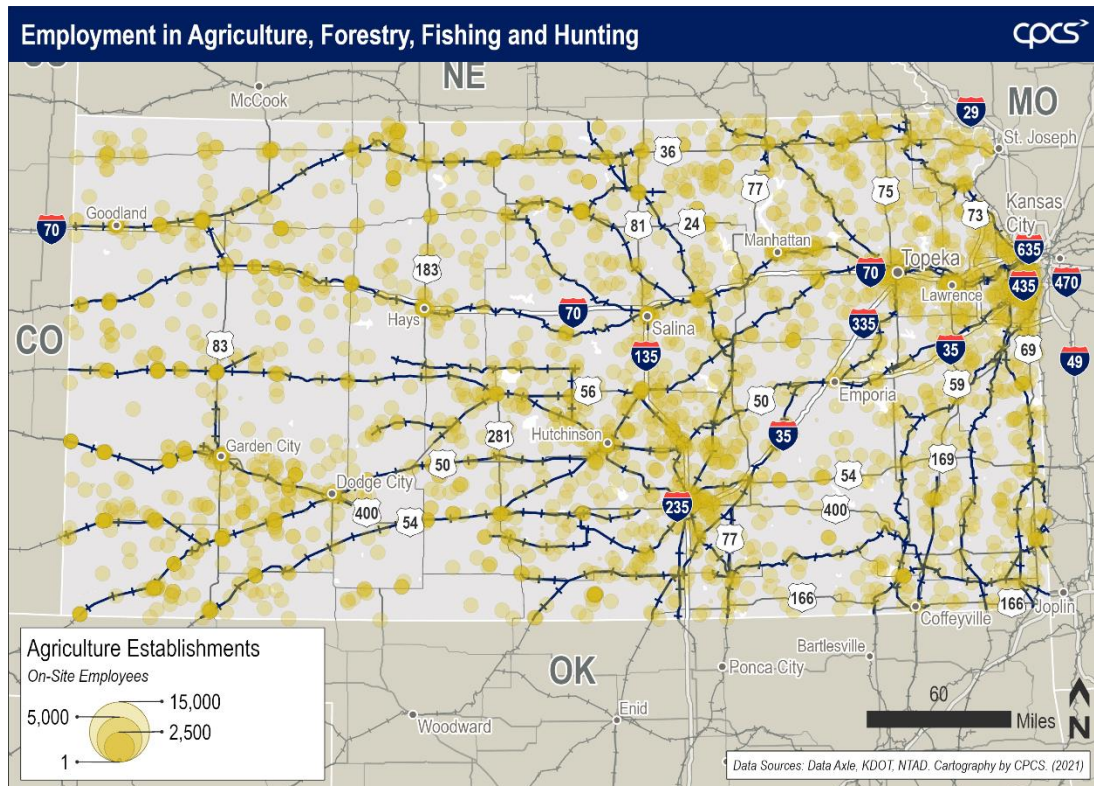 Employment in Agriculture, Forestry, Fishing and Hunting
cpcs
NE
MO
McCook
29
St. Joseph
36
77
75
Goodland
70
73
Kansas City
81
24
635
Manhattan
183
Topeka
70
435
470
Lawrence
Hays
70
335
Salina
CO
83
135
35
69
49
59
56
50
Emporia
281
Hutchinson
35
Garden City
50
169
54
Dodge City
400
54
235
400
77
166
166
Joplin
Coffeyville
Agriculture Establishments
On-Site Employees
15,000
5,000
2,500
1
OK
Bartlesville
Ponca City
Woodward
Enid
60
Miles
N
Data Sources: Data Axle, KDOT, NTAD. Cartography by CPCS. (2021)